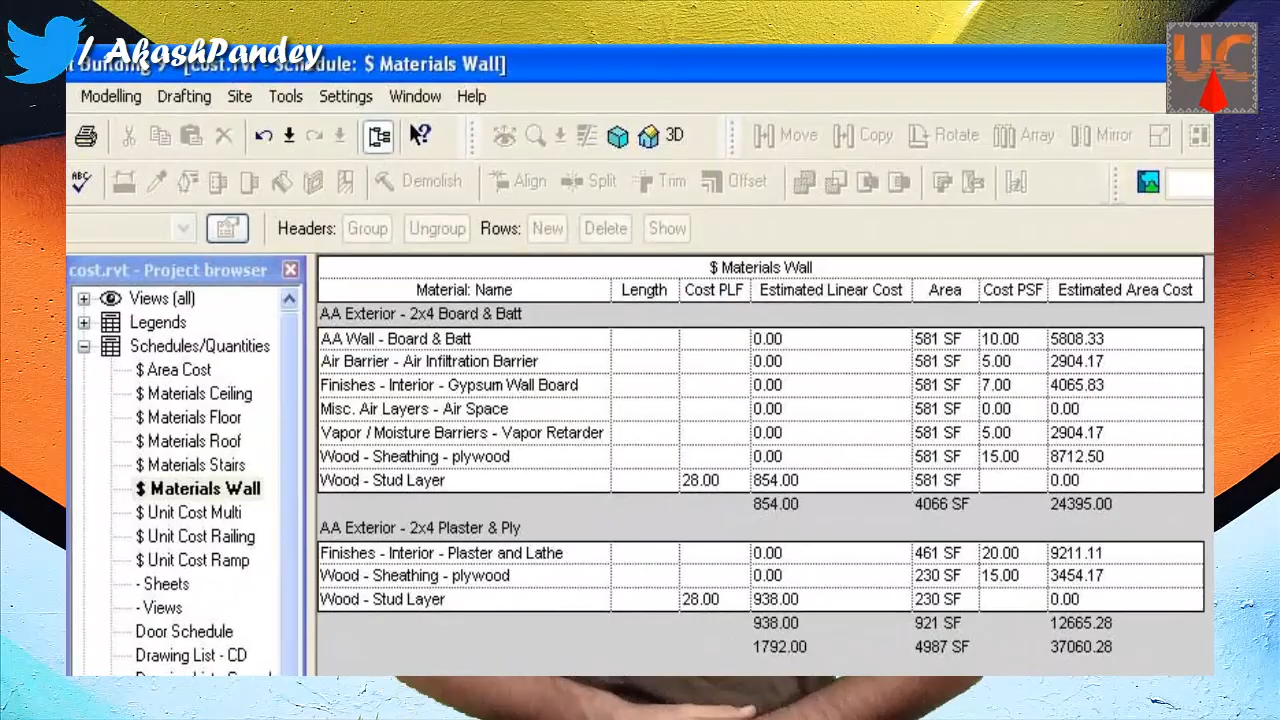 / AkashPandey
UC
Building 9 - [cost.rvt - Schedule: $ Materials Wall]
Modelling Drafting Site Tools Settings Window Help
3D Move Copy Rotate Array Mirror
ABC Demolish Align Split Trim Offset
Headers: Group Ungroup Rows: New Delete Show
cost.rvt - Project browser
Views (all)
Legends
Schedules/Quantities
$ Area Cost
$ Materials Ceiling
$ Materials Floor
$ Materials Roof
$ Materials Stairs
$ Materials Wall
$ Unit Cost Multi
$ Unit Cost Railing
$ Unit Cost Ramp
- Sheets
- Views
Door Schedule
Drawing List - CD
$ Materials Wall
Material: Name Length Cost PLF Estimated Linear Cost Area Cost PSF Estimated Area Cost
AA Exterior - 2x4 Board & Batt
AA Wall - Board & Batt 0.00 581 SF 10.00 5808.33
Air Barrier - Air Infiltration Barrier 0.00 581 SF 5.00 2904.17
Finishes - Interior - Gypsum Wall Board 0.00 581 SF 7.00 4065.83
Misc. Air Layers - Air Space 0.00 581 SF 0.00 0.00
Vapor / Moisture Barriers - Vapor Retarder 0.00 581 SF 5.00 2904.17
Wood - Sheathing - plywood 0.00 581 SF 15.00 8712.50
Wood - Stud Layer 28.00 854.00 581 SF 0.00
854.00 4066 SF 24395.00
AA Exterior - 2x4 Plaster & Ply
Finishes - Interior - Plaster and Lathe 0.00 461 SF 20.00 9211.11
Wood - Sheathing - plywood 0.00 230 SF 15.00 3454.17
Wood - Stud Layer 28.00 938.00 230 SF 0.00
938.00 921 SF 12665.28
1792.00 4987 SF 37060.28